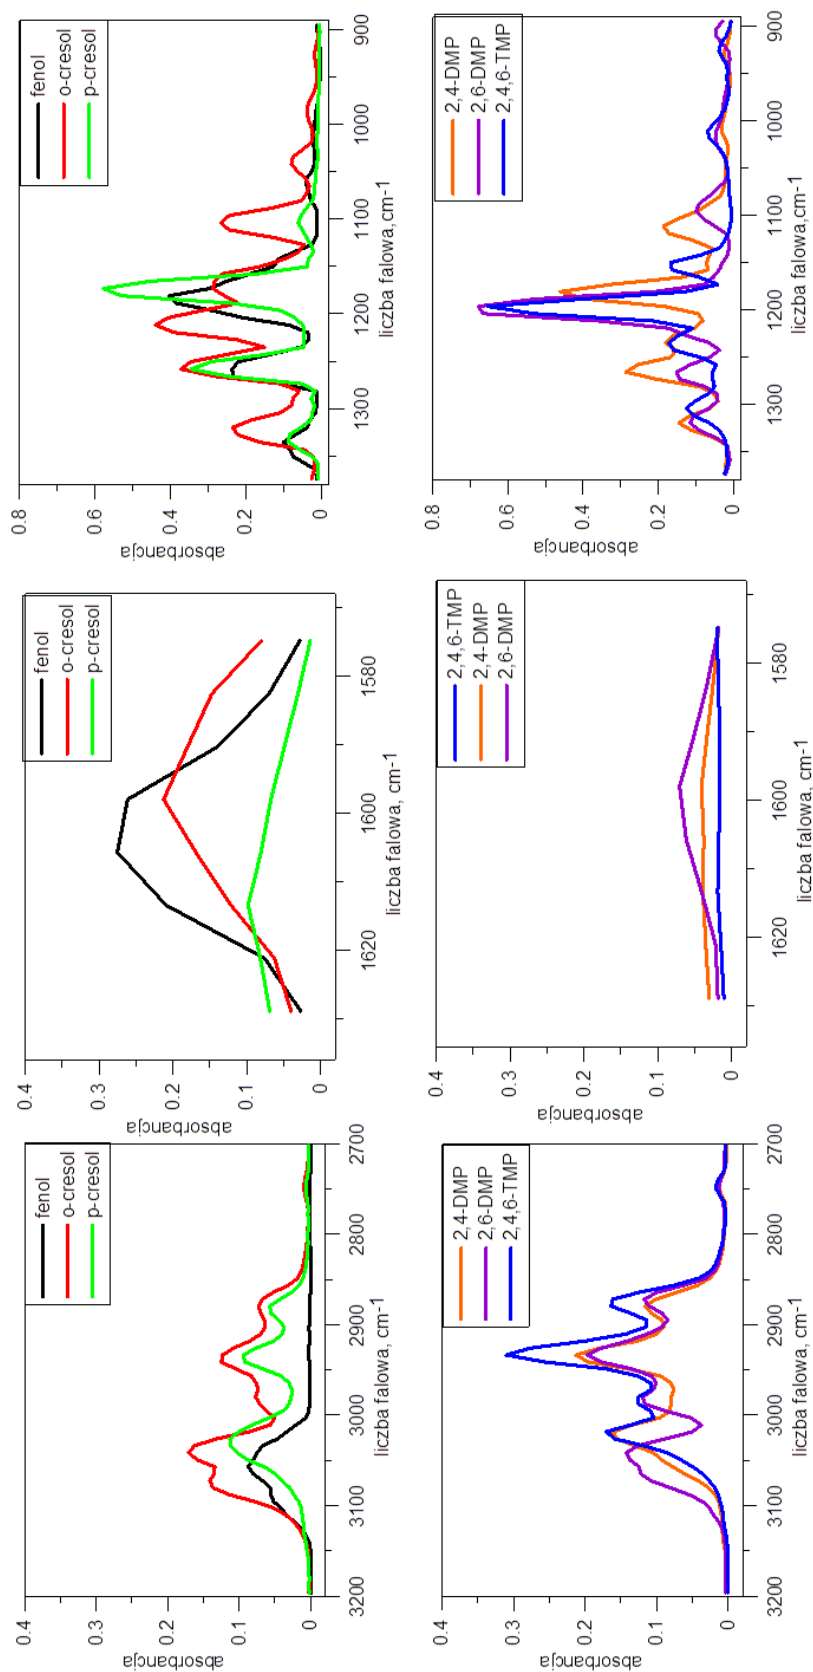 0.4
0.3
0.2
0.1
0
absorbancja
fenol
o-cresol
p-cresol
3200
3100
3000
2900
2800
2700
liczba falowa, cm-1
0.4
0.3
0.2
0.1
0
absorbancja
fenol
o-cresol
p-cresol
1620
1600
1580
liczba falowa, cm-1
0.8
0.6
0.4
0.2
0
absorbancja
fenol
o-cresol
p-cresol
1300
1200
1100
1000
900
liczba falowa,cm-1
0.4
0.3
0.2
0.1
0
absorbancja
2,4-DMP
2,6-DMP
2,4,6-TMP
3200
3100
3000
2900
2800
2700
liczba falowa, cm-1
0.4
0.3
0.2
0.1
0
absorbancja
2,4,6-TMP
2,4-DMP
2,6-DMP
1620
1600
1580
liczba falowa, cm-1
0.8
0.6
0.4
0.2
0
absorbancja
2,4-DMP
2,6-DMP
2,4,6-TMP
1300
1200
1100
1000
900
liczba falowa,cm-1